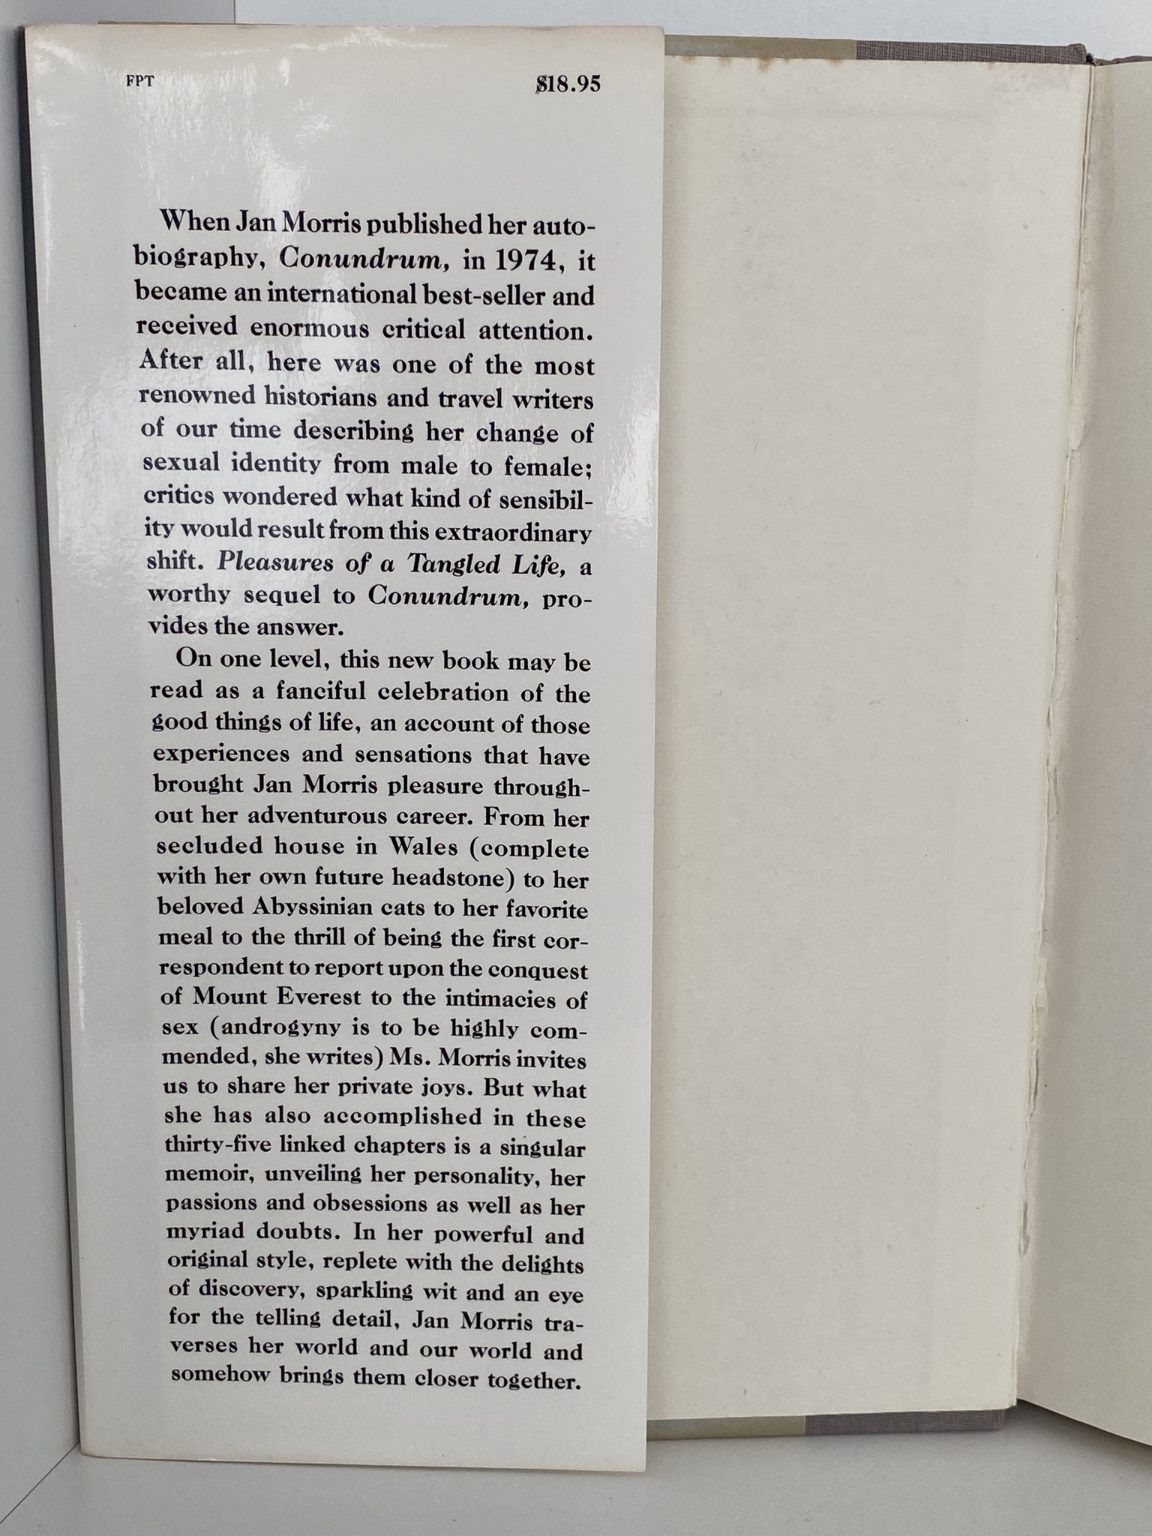 FPT $18.95
When Jan Morris published her auto-
biography, Conundrum, in 1974, it
became an international best-seller and
received enormous critical attention.
After all, here was one of the most
renowned historians and travel writers
of our time describing her change of
sexual identity from male to female;
critics wondered what kind of sensibil-
ity would result from this extraordinary
shift. Pleasures of a Tangled Life, a
worthy sequel to Conundrum, pro-
vides the answer.
On one level, this new book may be
read as a fanciful celebration of the
good things of life, an account of those
experiences and sensations that have
brought Jan Morris pleasure through-
out her adventurous career. From her
secluded house in Wales (complete
with her own future headstone) to her
beloved Abyssinian cats to her favorite
meal to the thrill of being the first cor-
respondent to report upon the conquest
of Mount Everest to the intimacies of
sex (androgyny is to be highly com-
mended, she writes) Ms. Morris invites
us to share her private joys. But what
she has also accomplished in these
thirty-five linked chapters is a singular
memoir, unveiling her personality, her
passions and obsessions as well as her
myriad doubts. In her powerful and
original style, replete with the delights
of discovery, sparkling wit and an eye
for the telling detail, Jan Morris tra-
verses her world and our world and
somehow brings them closer together.